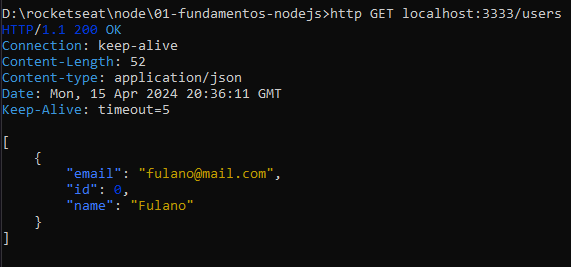 D:\rocketseat\node\01-fundamentos-nodejs>http GET localhost:3333/users
HTTP/1.1 200 OK
Connection: keep-alive
Content-Length: 52
Content-type: application/json
Date: Mon, 15 Apr 2024 20:36:11 GMT
Keep-Alive: timeout=5

[
    {
        "email": "fulano@mail.com",
        "id": 0,
        "name": "Fulano"
    }
]